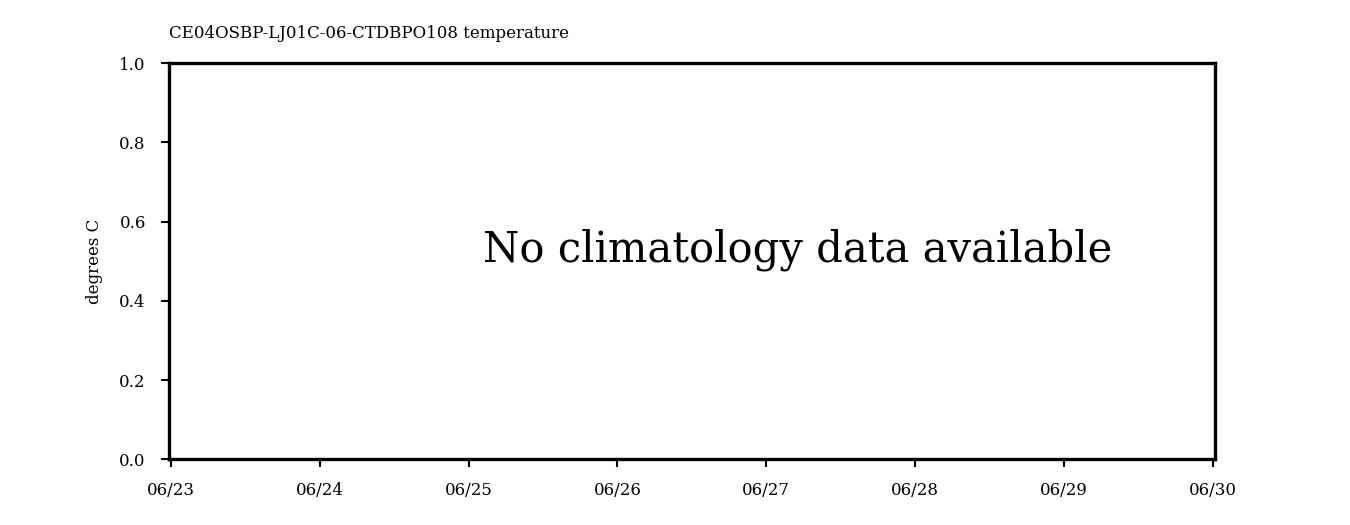 CE04OSBP-LJ01C-06-CTDBPO108 temperature
1.0
0.8
0.6
0.4
0.2
0.0
degrees C
No climatology data available
06/23 06/24 06/25 06/26 06/27 06/28 06/29 06/30